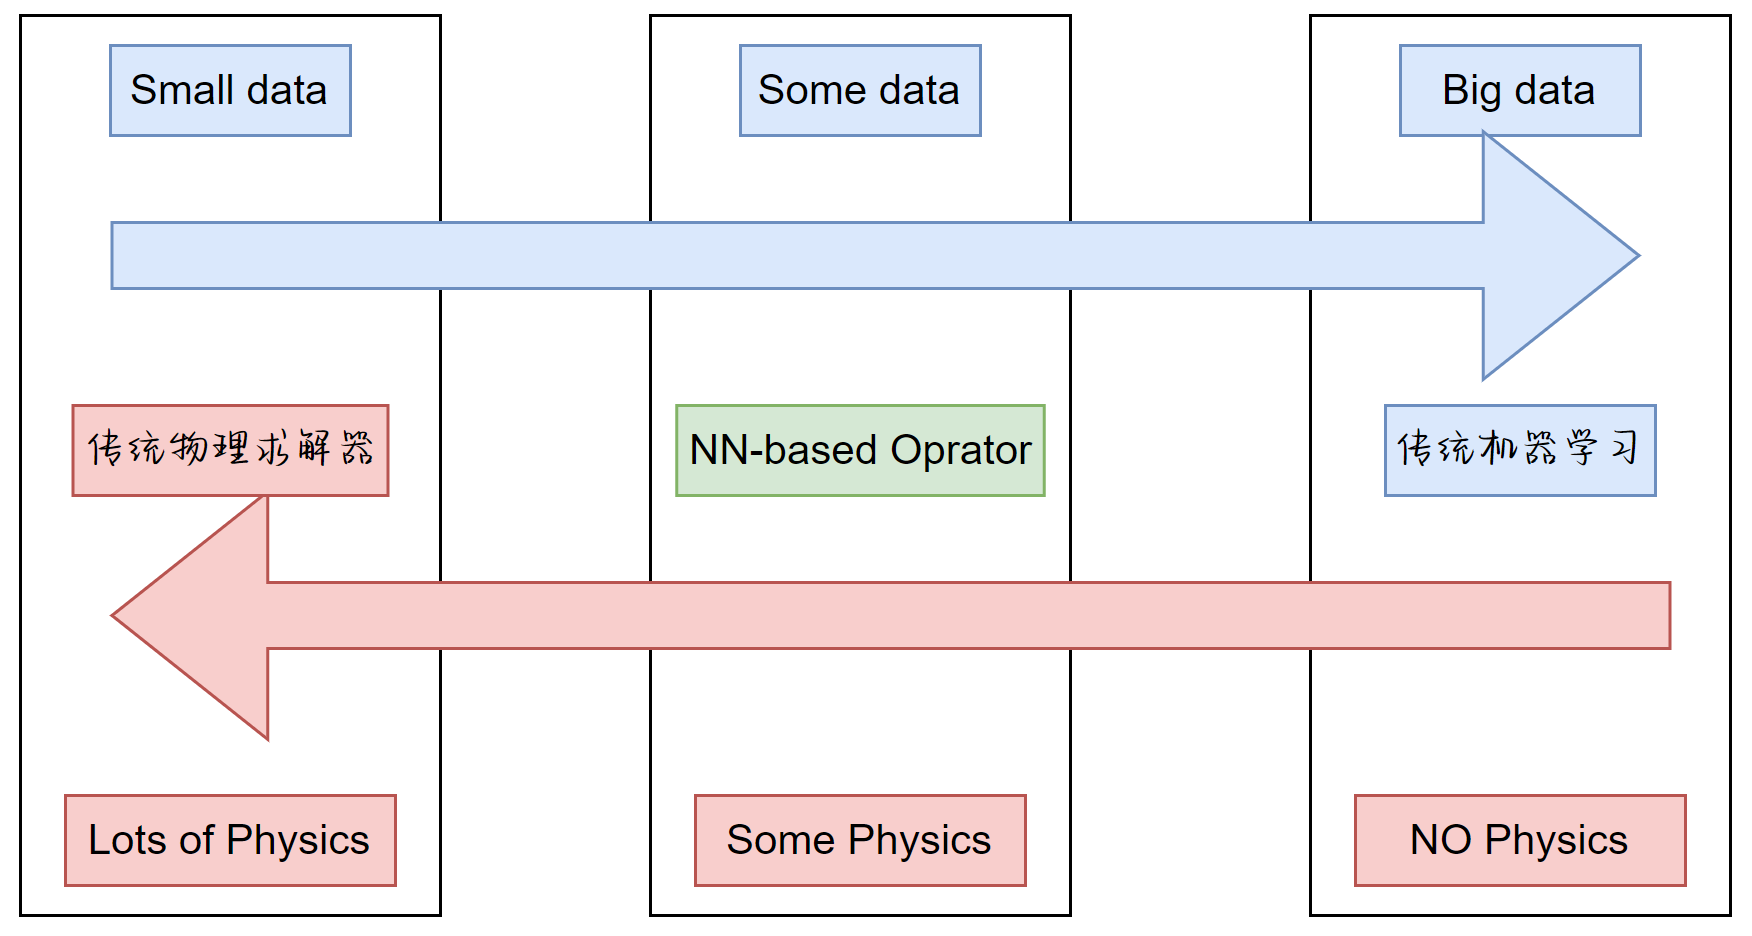 Small data
Some data
Big data
传统物理求解器
NN-based Oprator
传统机器学习
Lots of Physics
Some Physics
NO Physics